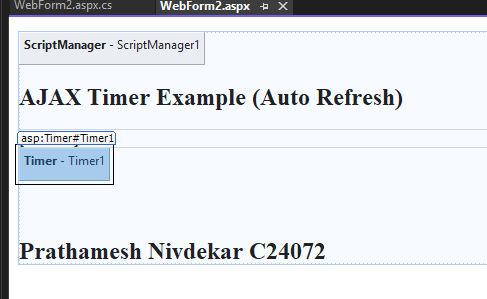 WebForm2.aspx.cs
WebForm2.aspx
ScriptManager - ScriptManager1
AJAX Timer Example (Auto Refresh)
asp:Timer#Timer1
Timer - Timer1
Prathamesh Nivdekar C24072